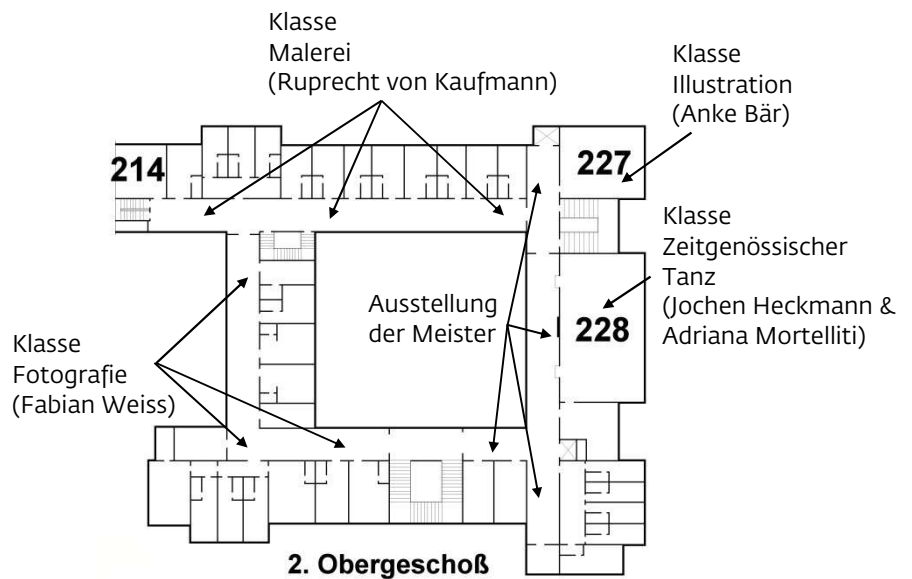 Klasse
Malerei
(Ruprecht von Kaufmann)
Klasse
Illustration
(Anke Bär)
214
227
Klasse
Zeitgenössischer
Tanz
(Jochen Heckmann &
Adriana Mortelliti)
Ausstellung
der Meister
228
Klasse
Fotografie
(Fabian Weiss)
2. Obergeschoß